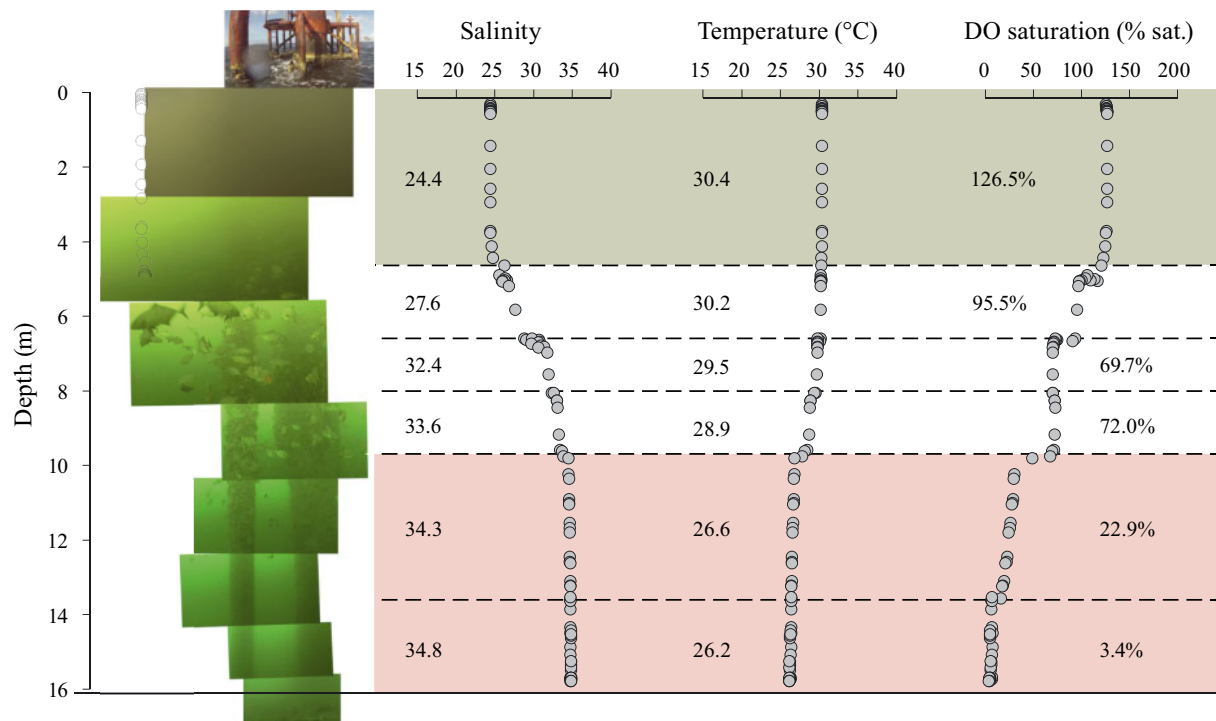 Salinity Temperature (°C) DO saturation (% sat.)
15 20 25 30 35 40 15 20 25 30 35 40 0 50 100 150 200
0
2
24.4 30.4 126.5%
4
27.6 30.2 95.5%
6
32.4 29.5 69.7%
8
Depth (m)
33.6 28.9 72.0%
10
34.3 26.6 22.9%
12
14
34.8 26.2 3.4%
16